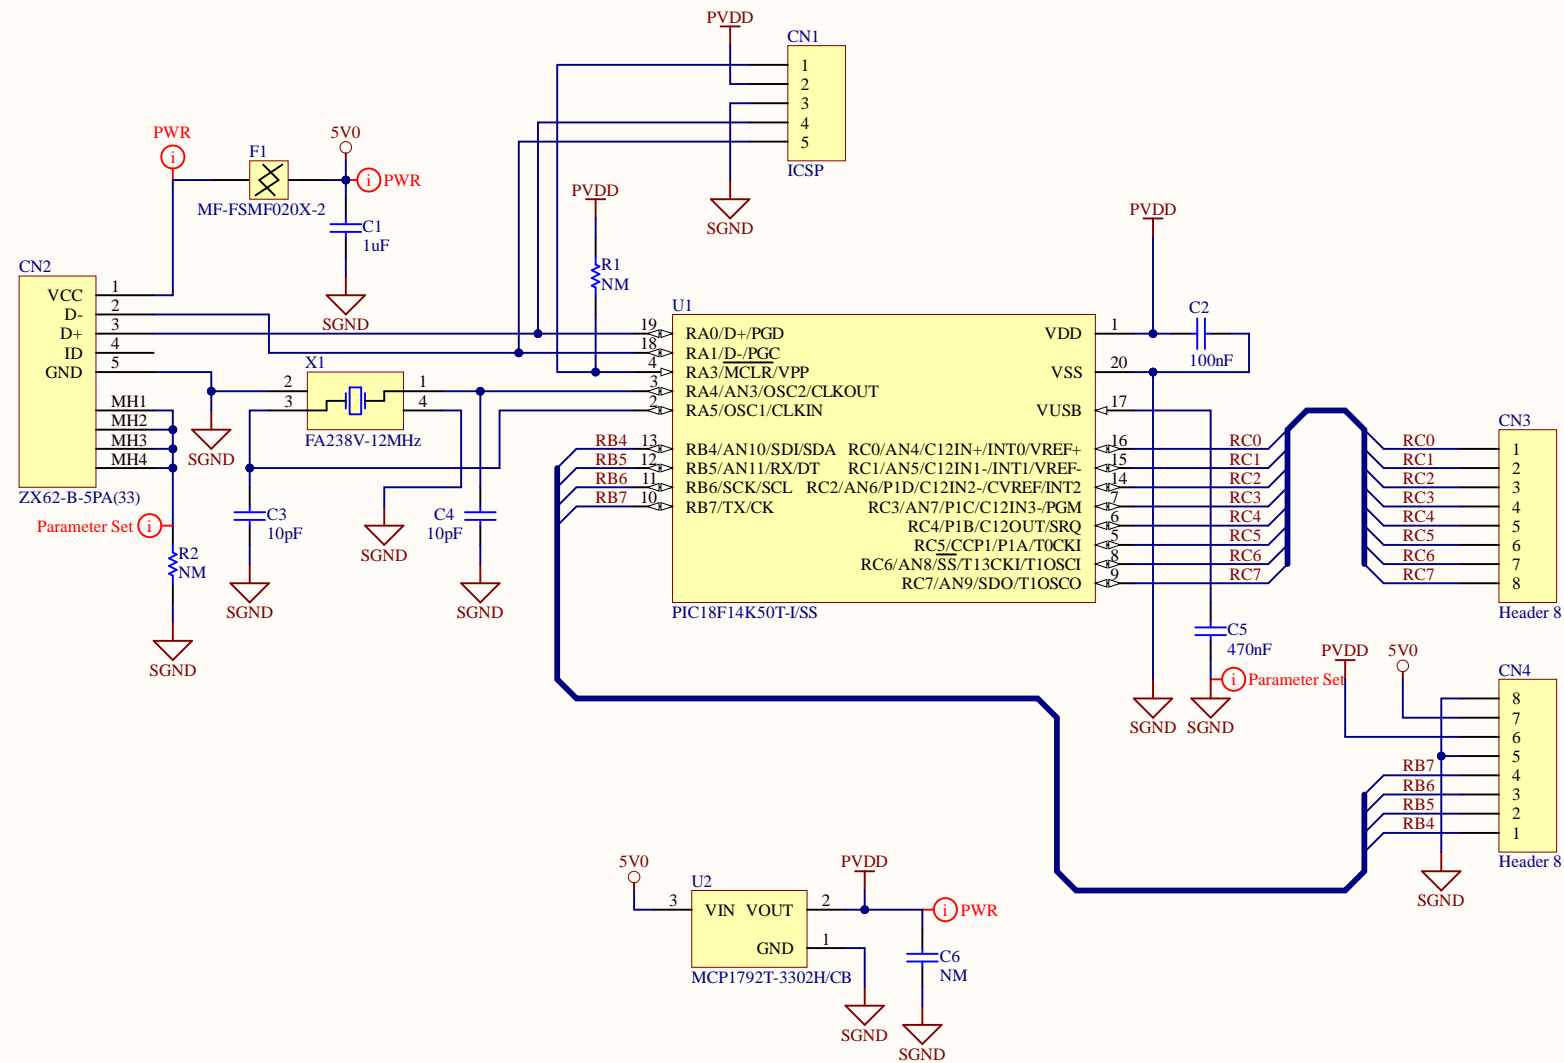 PVDD
CN1
1
2
3
4
5
ICSP
SGND
PWR
i
F1
MF-FSMF020X-2
5V0
i PWR
C1
1uF
SGND
PVDD
R1
NM
CN2
VCC 1
D- 2
D+ 3
ID 4
GND 5
MH1
MH2
MH3
MH4
ZX62-B-5PA(33)
Parameter Set i
R2
NM
SGND
SGND
X1
2 1
3 4
FA238V-12MHz
C3
10pF
SGND
SGND
C4
10pF
SGND
U1
19 RA0/D+/PGD
18 RA1/D-/PGC
4 RA3/MCLR/VPP
3 RA4/AN3/OSC2/CLKOUT
2 RA5/OSC1/CLKIN
RB4 13 RB4/AN10/SDI/SDA
RB5 12 RB5/AN11/RX/DT
RB6 11 RB6/SCK/SCL
RB7 10 RB7/TX/CK
VDD 1
VSS 20
VUSB 17
RC0/AN4/C12IN+/INT0/VREF+ 16 RC0
RC1/AN5/C12IN1-/INT1/VREF- 15 RC1
RC2/AN6/P1D/C12IN2-/CVREF/INT2 14 RC2
RC3/AN7/P1C/C12IN3-/PGM 7 RC3
RC4/P1B/C12OUT/SRQ 6 RC4
RC5/CCP1/P1A/T0CKI 5 RC5
RC6/AN8/SS/T13CKI/T1OSCI 8 RC6
RC7/AN9/SDO/T1OSCO 9 RC7
PIC18F14K50T-I/SS
PVDD
C2
100nF
SGND
C5
470nF
i Parameter Set
SGND
CN3
RC0 1
RC1 2
RC2 3
RC3 4
RC4 5
RC5 6
RC6 7
RC7 8
Header 8
PVDD
5V0
CN4
8
7
6
5
RB7 4
RB6 3
RB5 2
RB4 1
Header 8
SGND
5V0
U2
3 VIN VOUT 2
GND 1
MCP1792T-3302H/CB
PVDD
i PWR
C6
NM
SGND
SGND